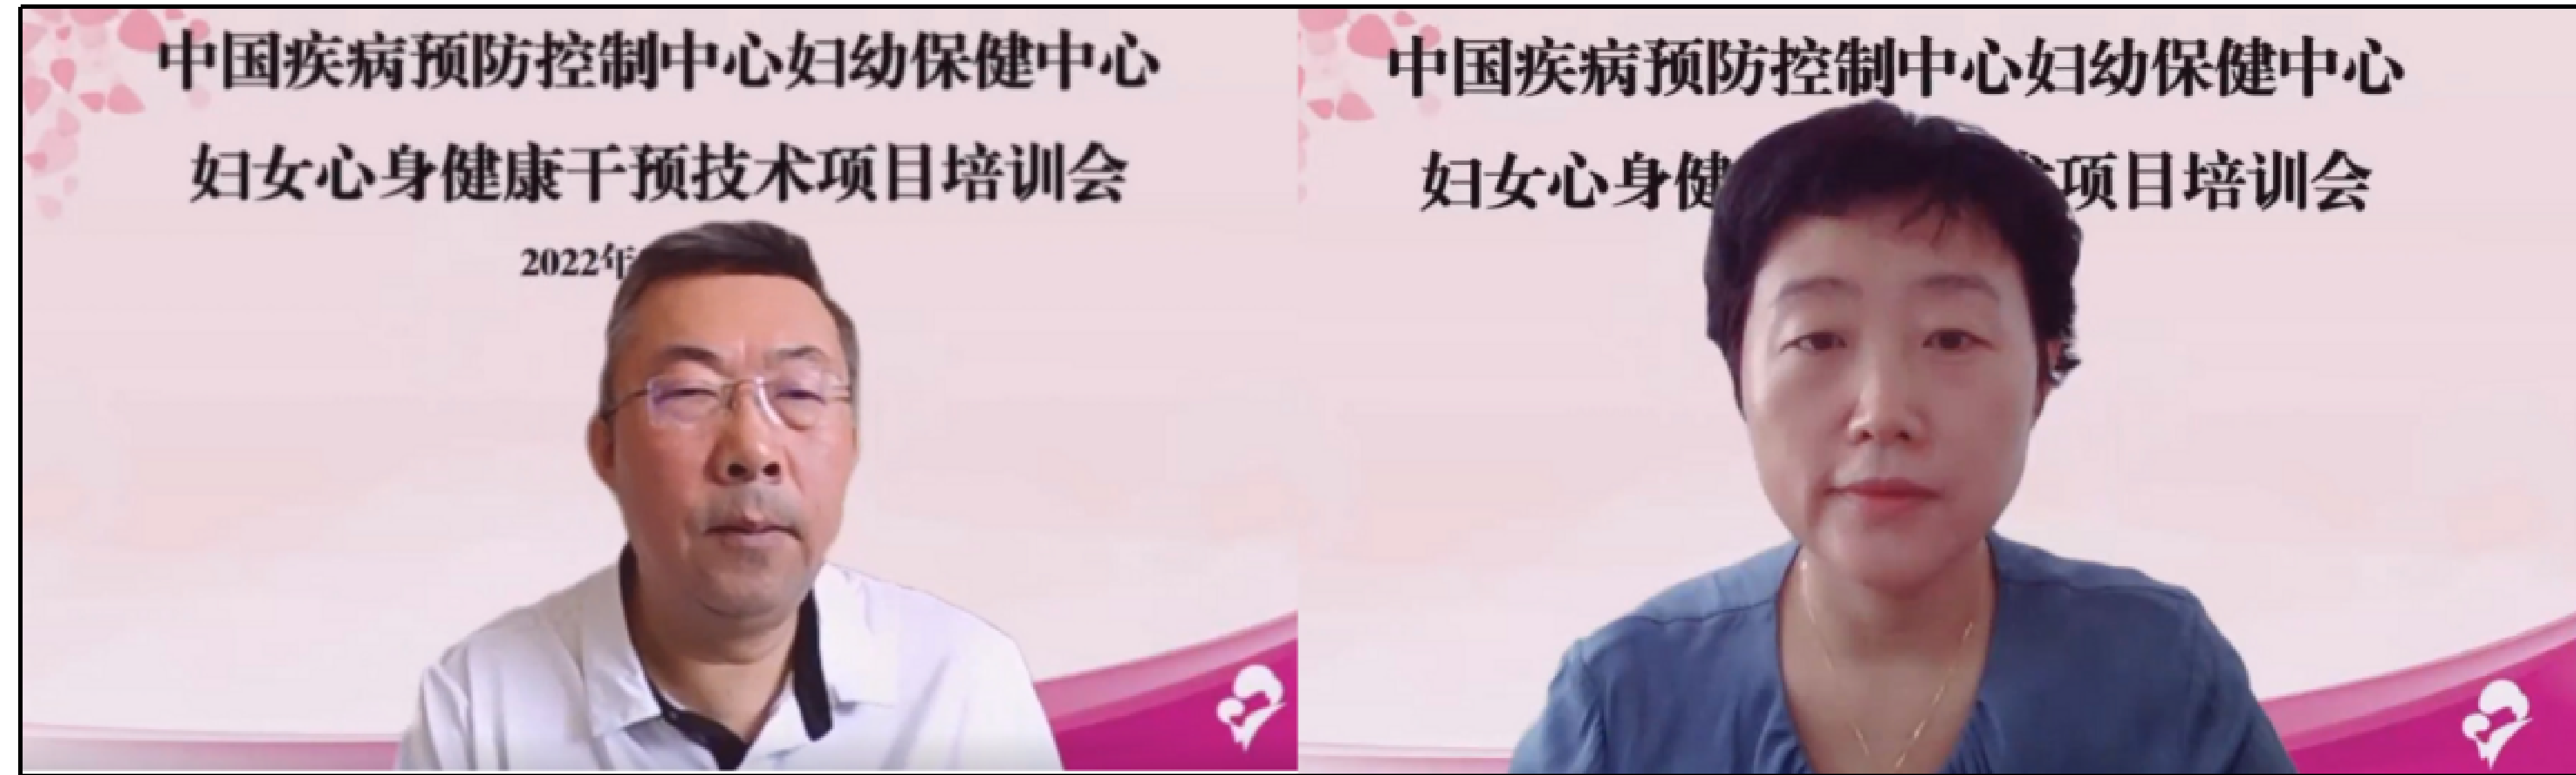 中国疾病预防控制中心妇幼保健中心
妇女心身健康干预技术项目培训会
2022年
中国疾病预防控制中心妇幼保健中心
妇女心身健 术项目培训会